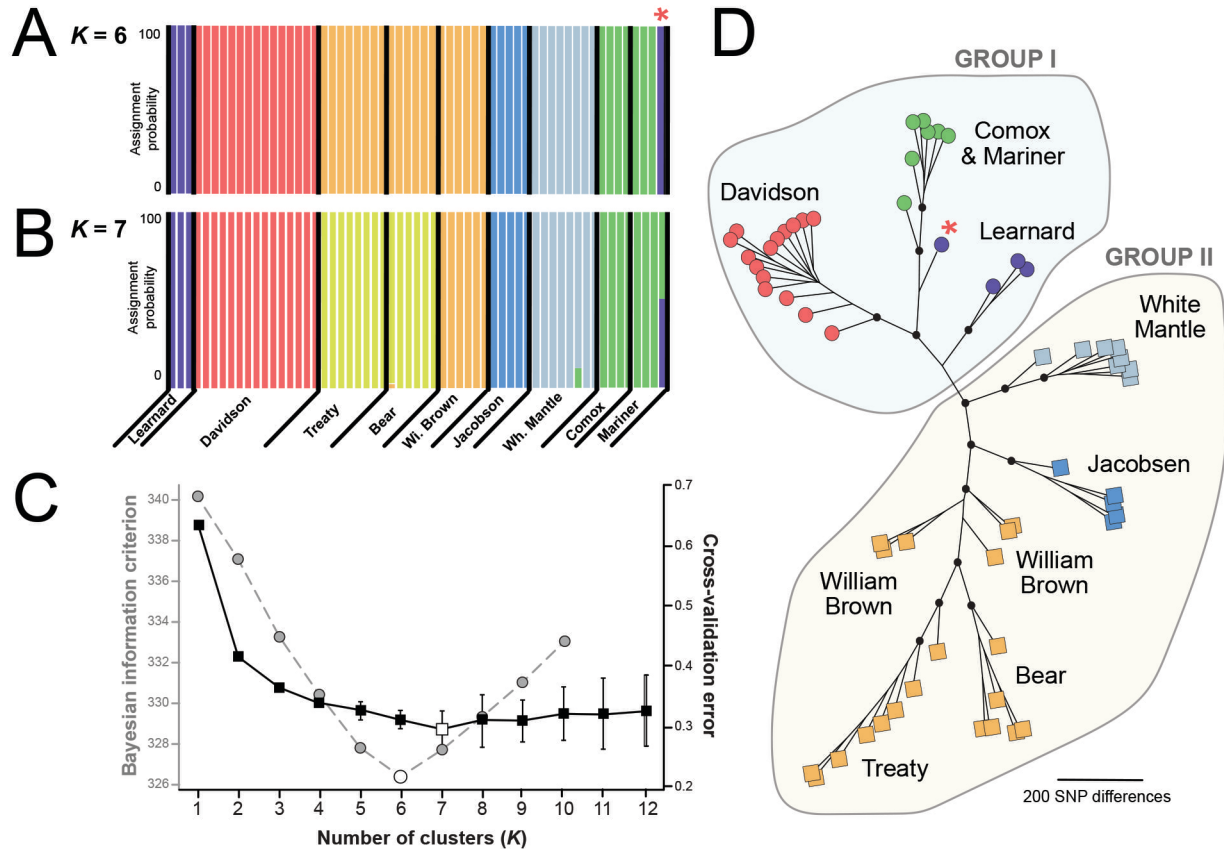 A
K = 6
100
Assignment
probability
0
*
B
K = 7
100
Assignment
probability
0
Learnard
Davidson
Treaty
Bear
Wi. Brown
Jacobson
Wh. Mantle
Comox
Mariner
C
Bayesian information criterion
340
338
336
334
332
330
328
326
0.7
0.6
0.5
0.4
0.3
0.2
Cross-validation error
1 2 3 4 5 6 7 8 9 10 11 12
Number of clusters (K)
D
GROUP I
Comox
& Mariner
Davidson
*
Learnard
GROUP II
White
Mantle
Jacobsen
William
Brown
William
Brown
Bear
Treaty
200 SNP differences